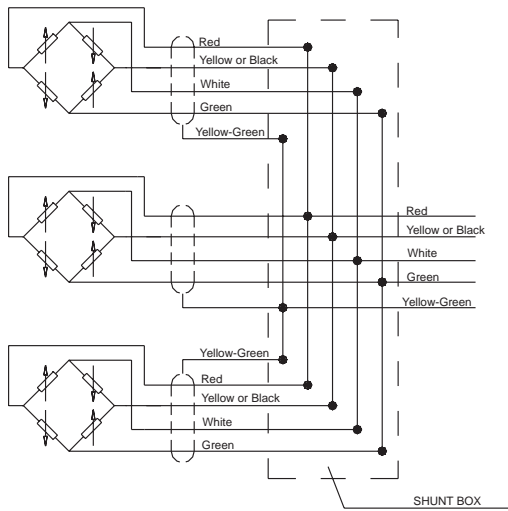 Red
Yellow or Black
White
Green
Yellow-Green
Red
Yellow or Black
White
Green
Yellow-Green
Yellow-Green
Red
Yellow or Black
White
Green
SHUNT BOX